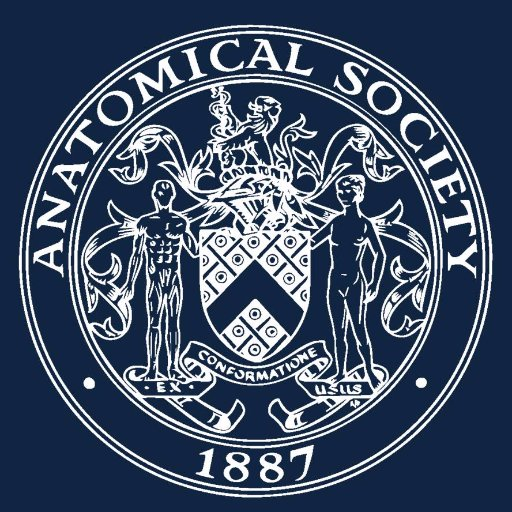 ANATOMICAL SOCIETY
EX CONFORMATIONE USUS
1887